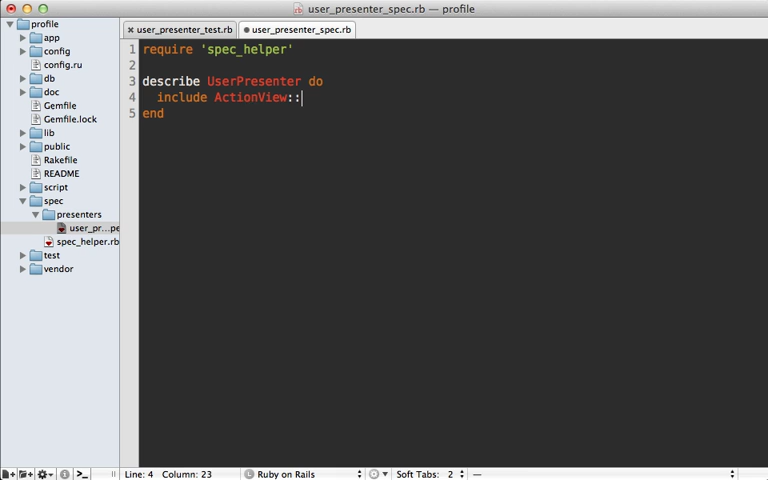 user_presenter_spec.rb — profile
profile
app
config
config.ru
db
doc
Gemfile
Gemfile.lock
lib
public
Rakefile
README
script
spec
presenters
user_pr...pe
spec_helper.rb
test
vendor
user_presenter_test.rb
user_presenter_spec.rb
1 require 'spec_helper'
2
3 describe UserPresenter do
4 include ActionView::
5 end
Line: 4 Column: 23
L Ruby on Rails
Soft Tabs: 2
—